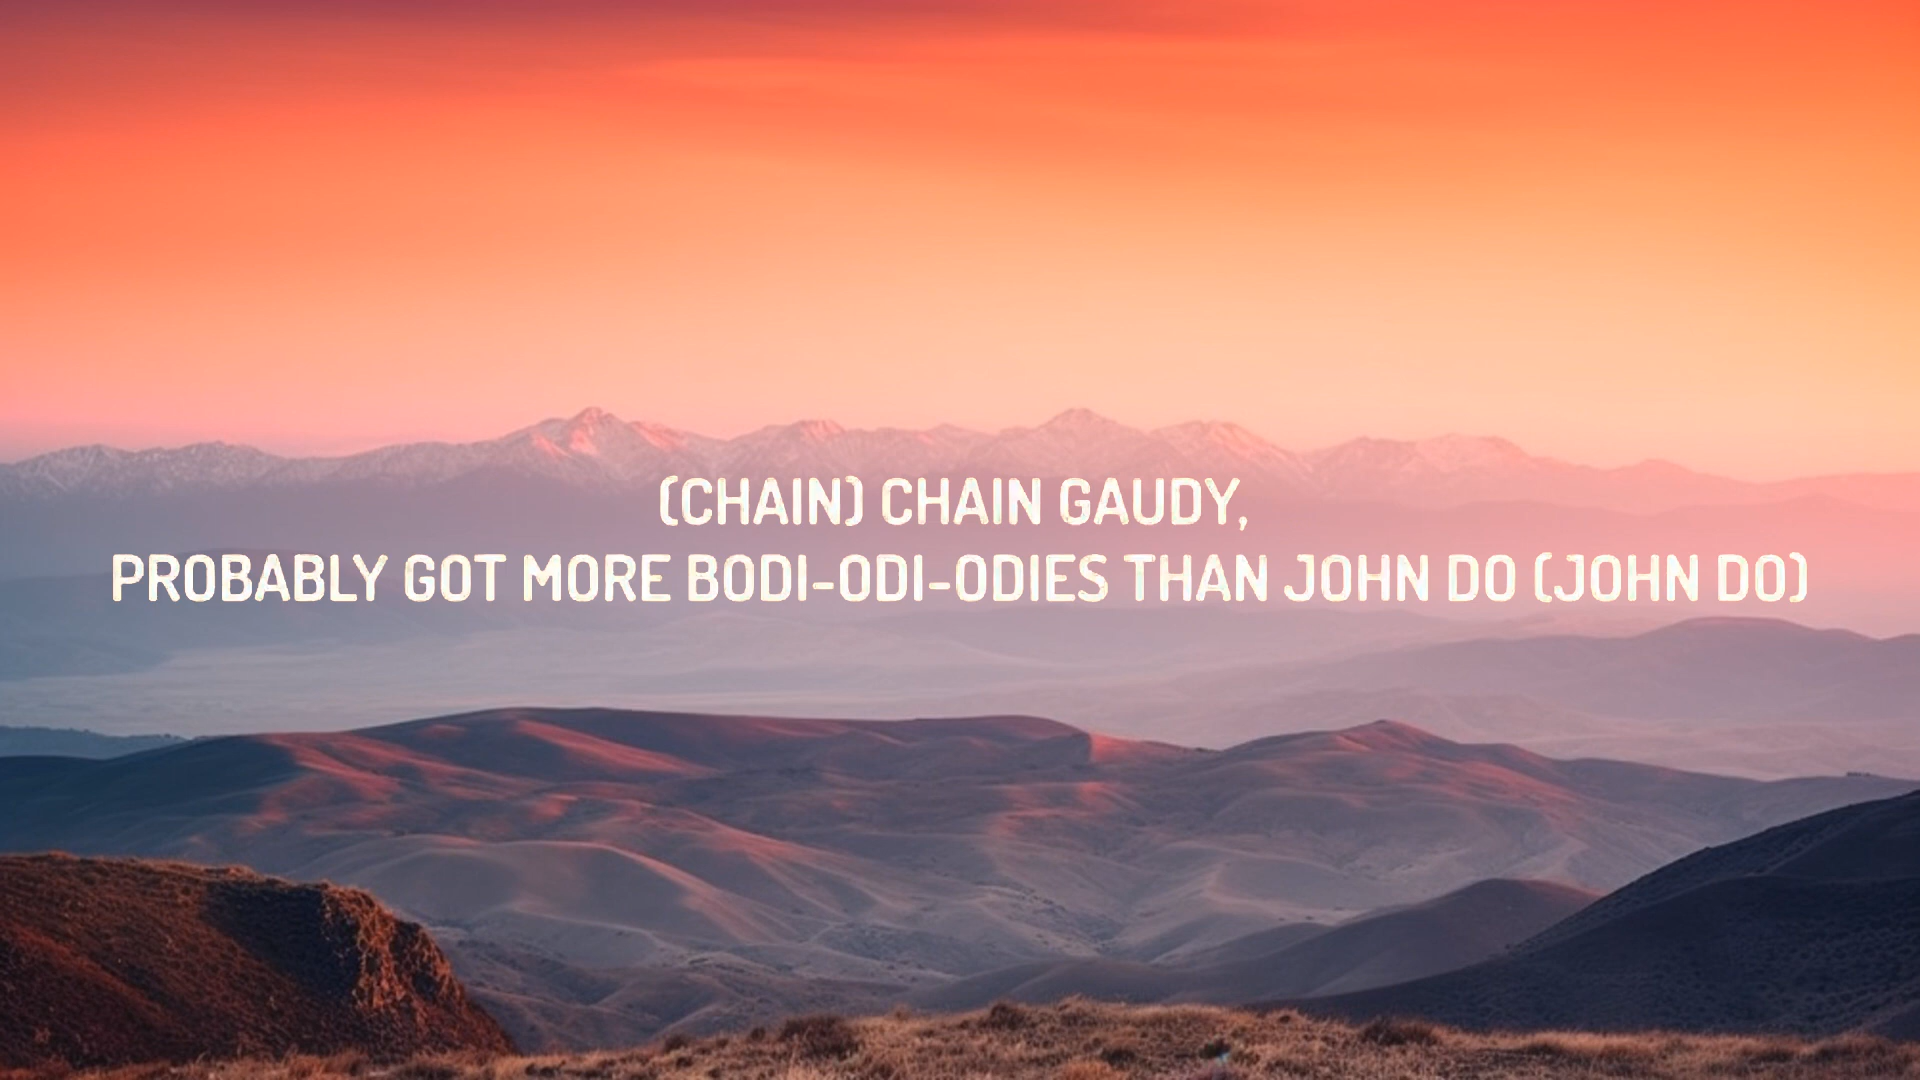 (CHAIN) CHAIN GAUDY,
PROBABLY GOT MORE BODI-ODI-ODIES THAN JOHN DO (JOHN DO)